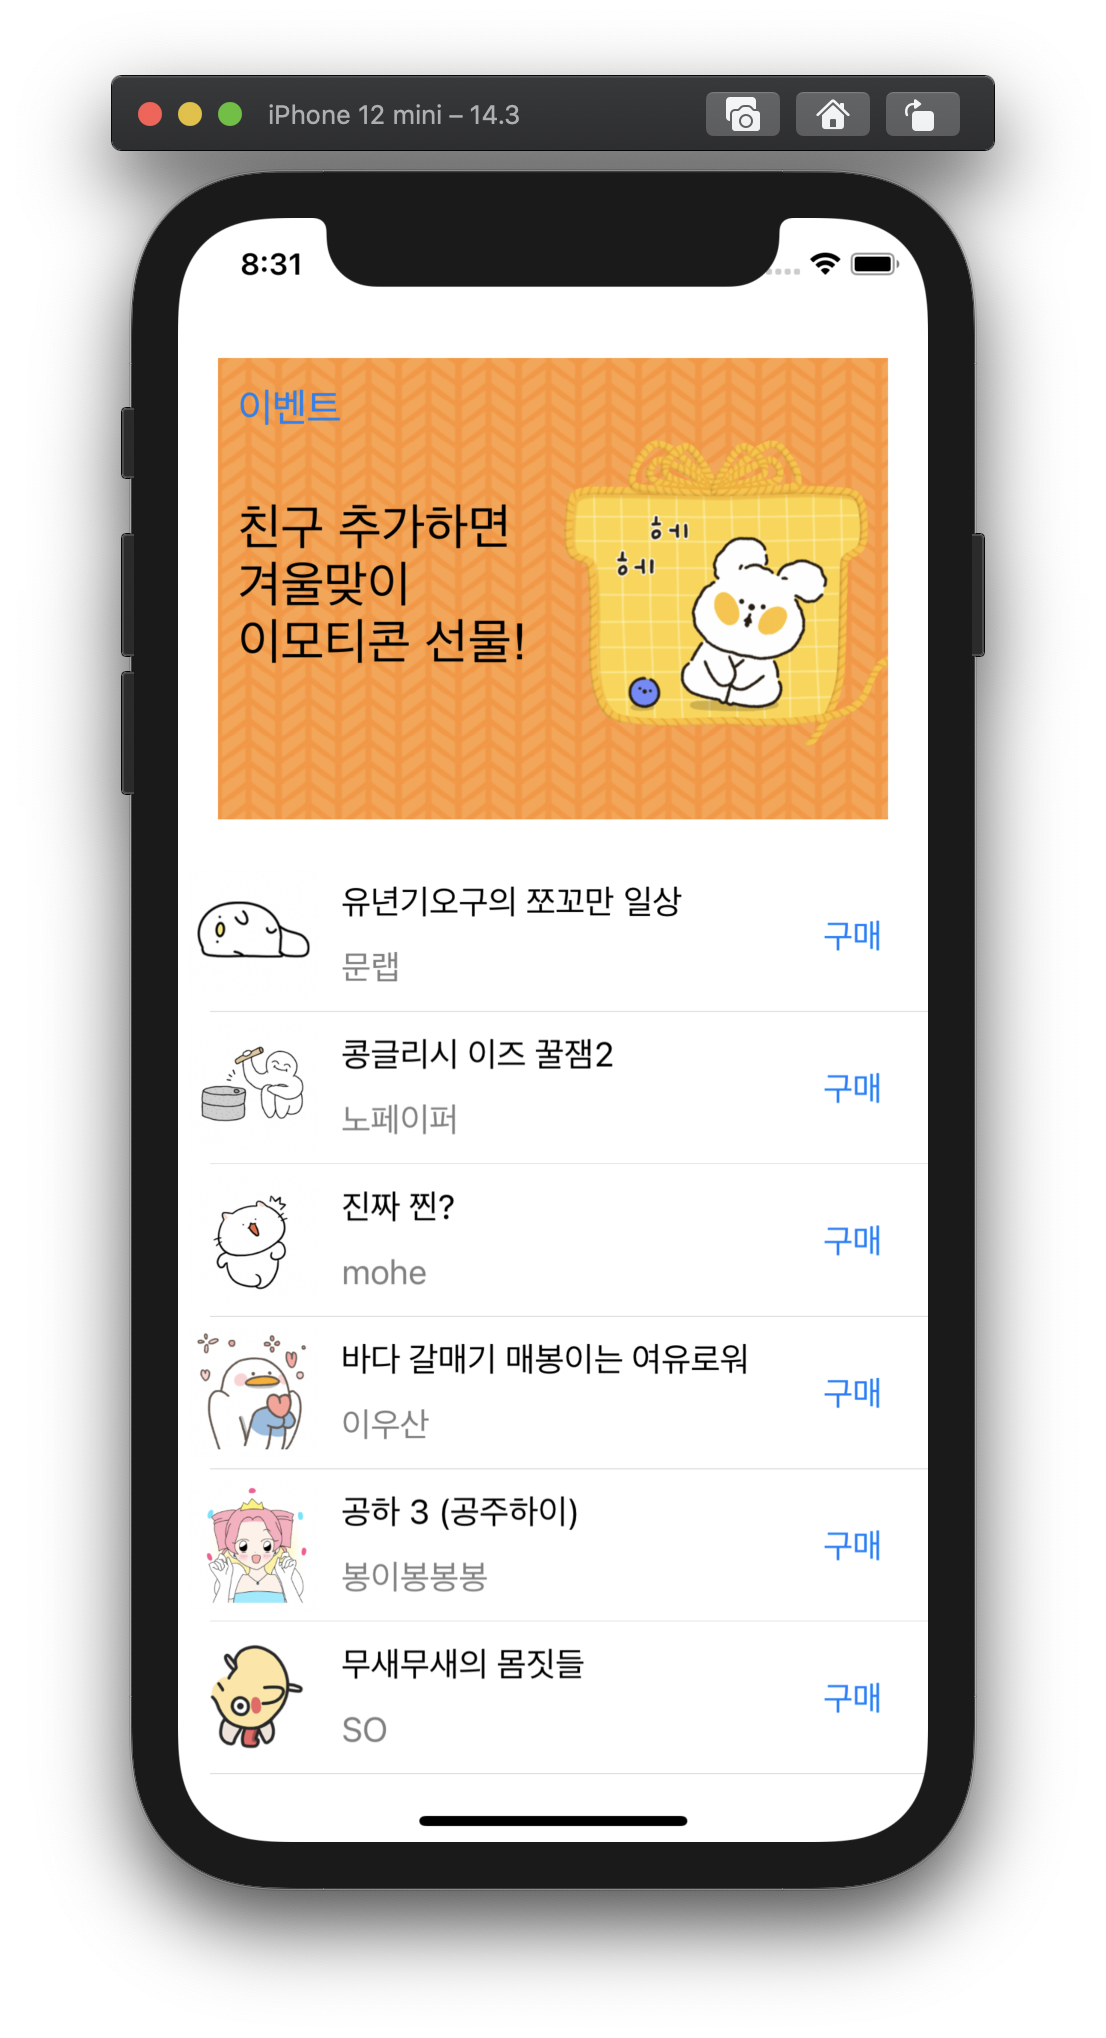 iPhone 12 mini – 14.3
8:31
이벤트
친구 추가하면
겨울맞이
이모티콘 선물!
헤
헤
유년기오구의 쪼꼬만 일상
문랩
구매
콩글리시 이즈 꿀잼2
노페이퍼
구매
진짜 찐?
mohe
구매
바다 갈매기 매봉이는 여유로워
이우산
구매
공하 3 (공주하이)
봉이봉봉봉
구매
무새무새의 몸짓들
SO
구매